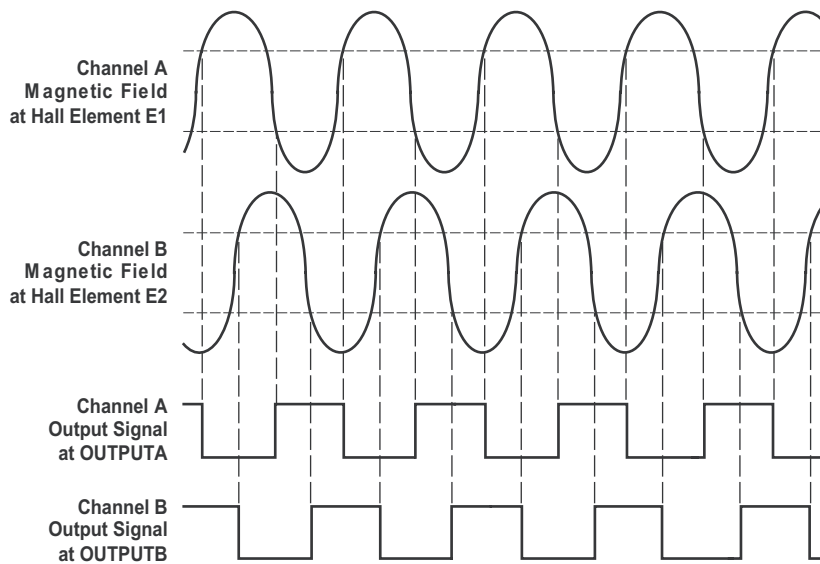 Channel A
Magnetic Field
at Hall Element E1
Channel B
Magnetic Field
at Hall Element E2
Channel A
Output Signal
at OUTPUTA
Channel B
Output Signal
at OUTPUTB